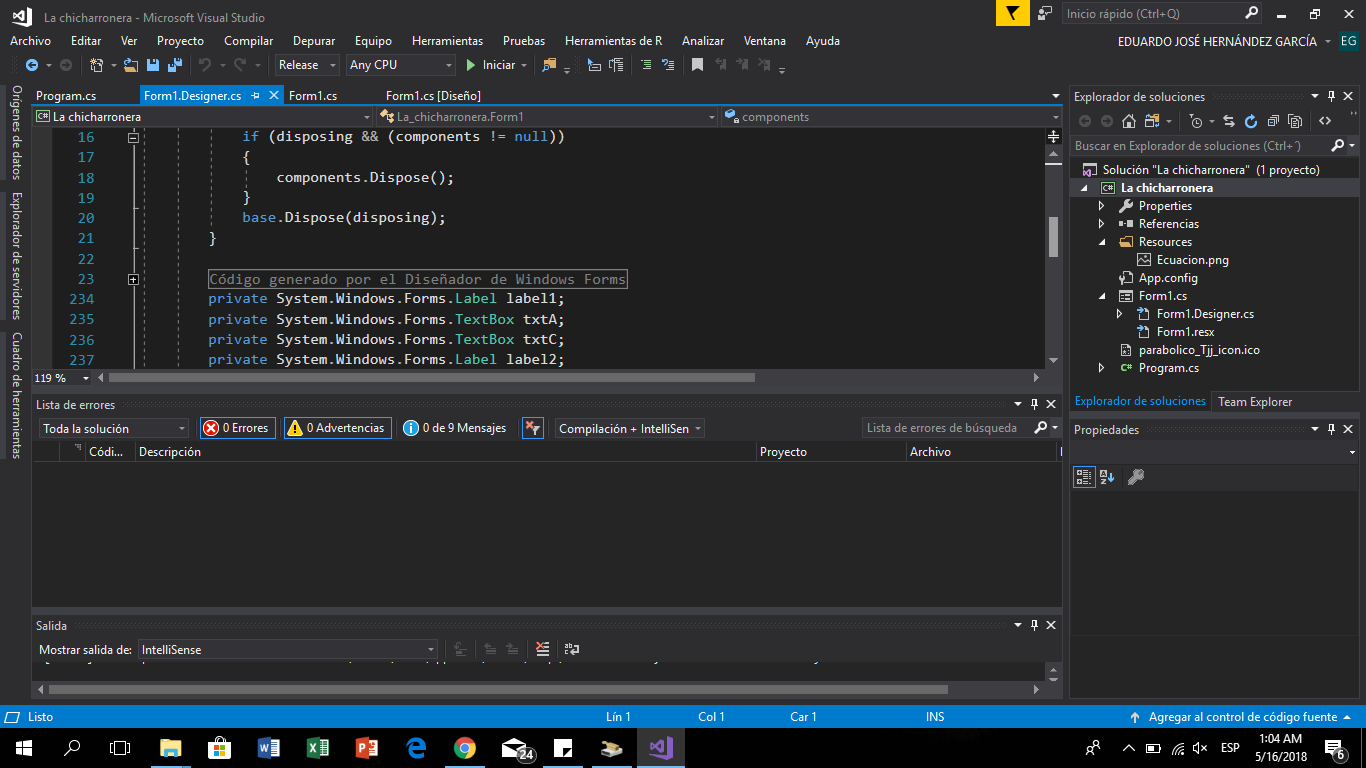 La chicharronera - Microsoft Visual Studio
Inicio rápido (Ctrl+Q)
Archivo Editar Ver Proyecto Compilar Depurar Equipo Herramientas Pruebas Herramientas de R Analizar Ventana Ayuda
EDUARDO JOSÉ HERNÁNDEZ GARCÍA EG
Release Any CPU Iniciar
Orígenes de datos
Explorador de servidores
Cuadro de herramientas
Program.cs Form1.Designer.cs Form1.cs Form1.cs [Diseño]
La chicharronera La_chicharronera.Form1 components
16 if (disposing && (components != null))
17 {
18 components.Dispose();
19 }
20 base.Dispose(disposing);
21 }
22
23 Código generado por el Diseñador de Windows Forms
234 private System.Windows.Forms.Label label1;
235 private System.Windows.Forms.TextBox txtA;
236 private System.Windows.Forms.TextBox txtC;
237 private System.Windows.Forms.Label label2;
119 %
Lista de errores
Toda la solución 0 Errores 0 Advertencias 0 de 9 Mensajes Compilación + IntelliSen Lista de errores de búsqueda
Códi... Descripción Proyecto Archivo
Salida
Mostrar salida de: IntelliSense
Explorador de soluciones
Buscar en Explorador de soluciones (Ctrl+´)
Solución "La chicharronera" (1 proyecto)
La chicharronera
Properties
Referencias
Resources
Ecuacion.png
App.config
Form1.cs
Form1.Designer.cs
Form1.resx
parabolico_Tjj_icon.ico
Program.cs
Explorador de soluciones Team Explorer
Propiedades
Listo Lín 1 Col 1 Car 1 INS Agregar al control de código fuente
24
ESP
1:04 AM
5/16/2018
6